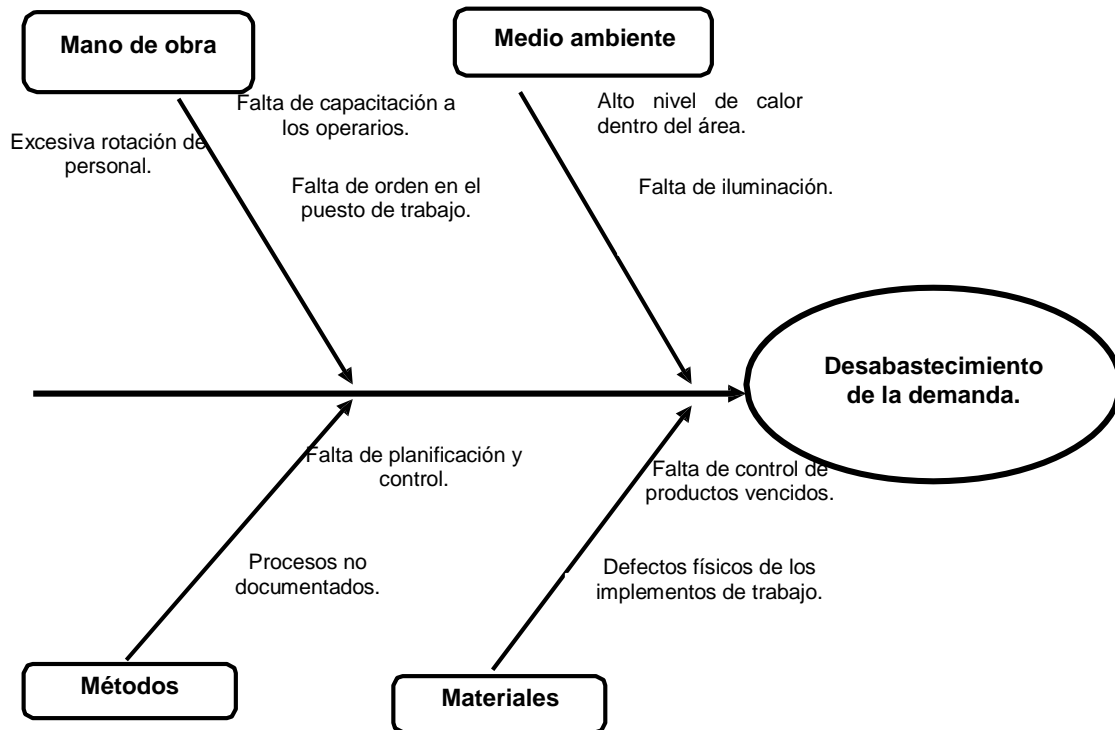 Mano de obra
Medio ambiente
Falta de capacitación a
los operarios.
Alto nivel de calor
dentro del área.
Excesiva rotación de
personal.
Falta de orden en el
puesto de trabajo.
Falta de iluminación.
Desabastecimiento
de la demanda.
Falta de planificación y
control.
Falta de control de
productos vencidos.
Procesos no
documentados.
Defectos físicos de los
implementos de trabajo.
Métodos
Materiales